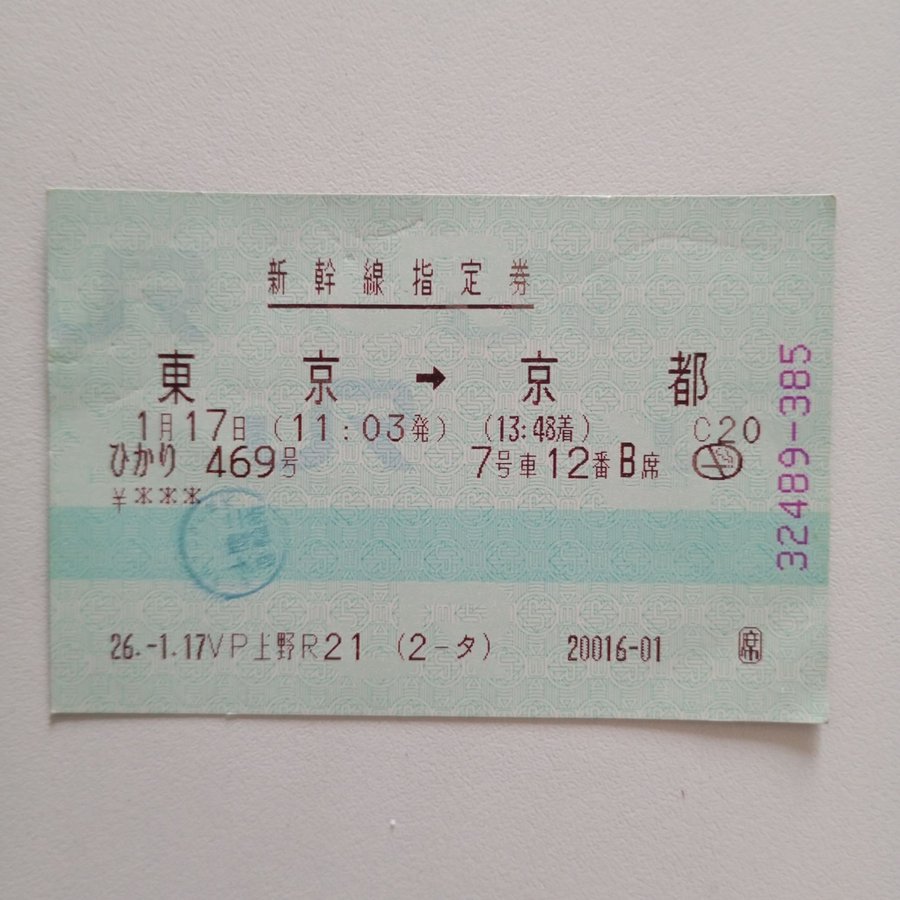 新幹線指定券
東京 → 京都
1月17日 (11:03発) (13:48着) C20
ひかり 469号 7号車12番B席
¥***
26.-1.17VP上野R21 (2-タ) 20016-01 席
32489-385